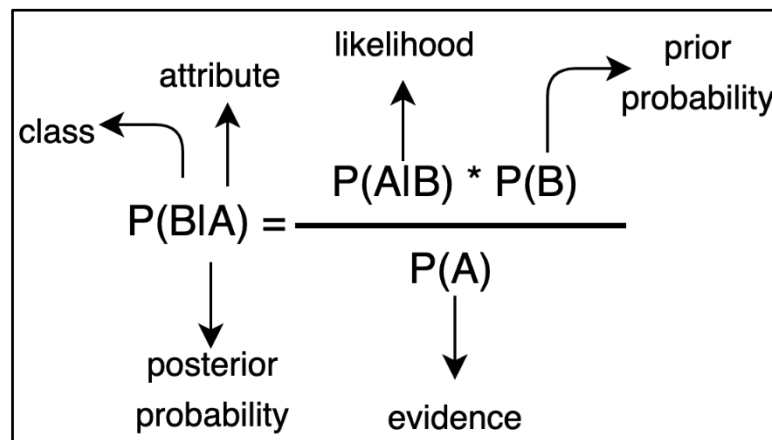 likelihood
prior
probability
attribute
class
P(A|B) * P(B)
P(B|A) =
P(A)
posterior
probability
evidence